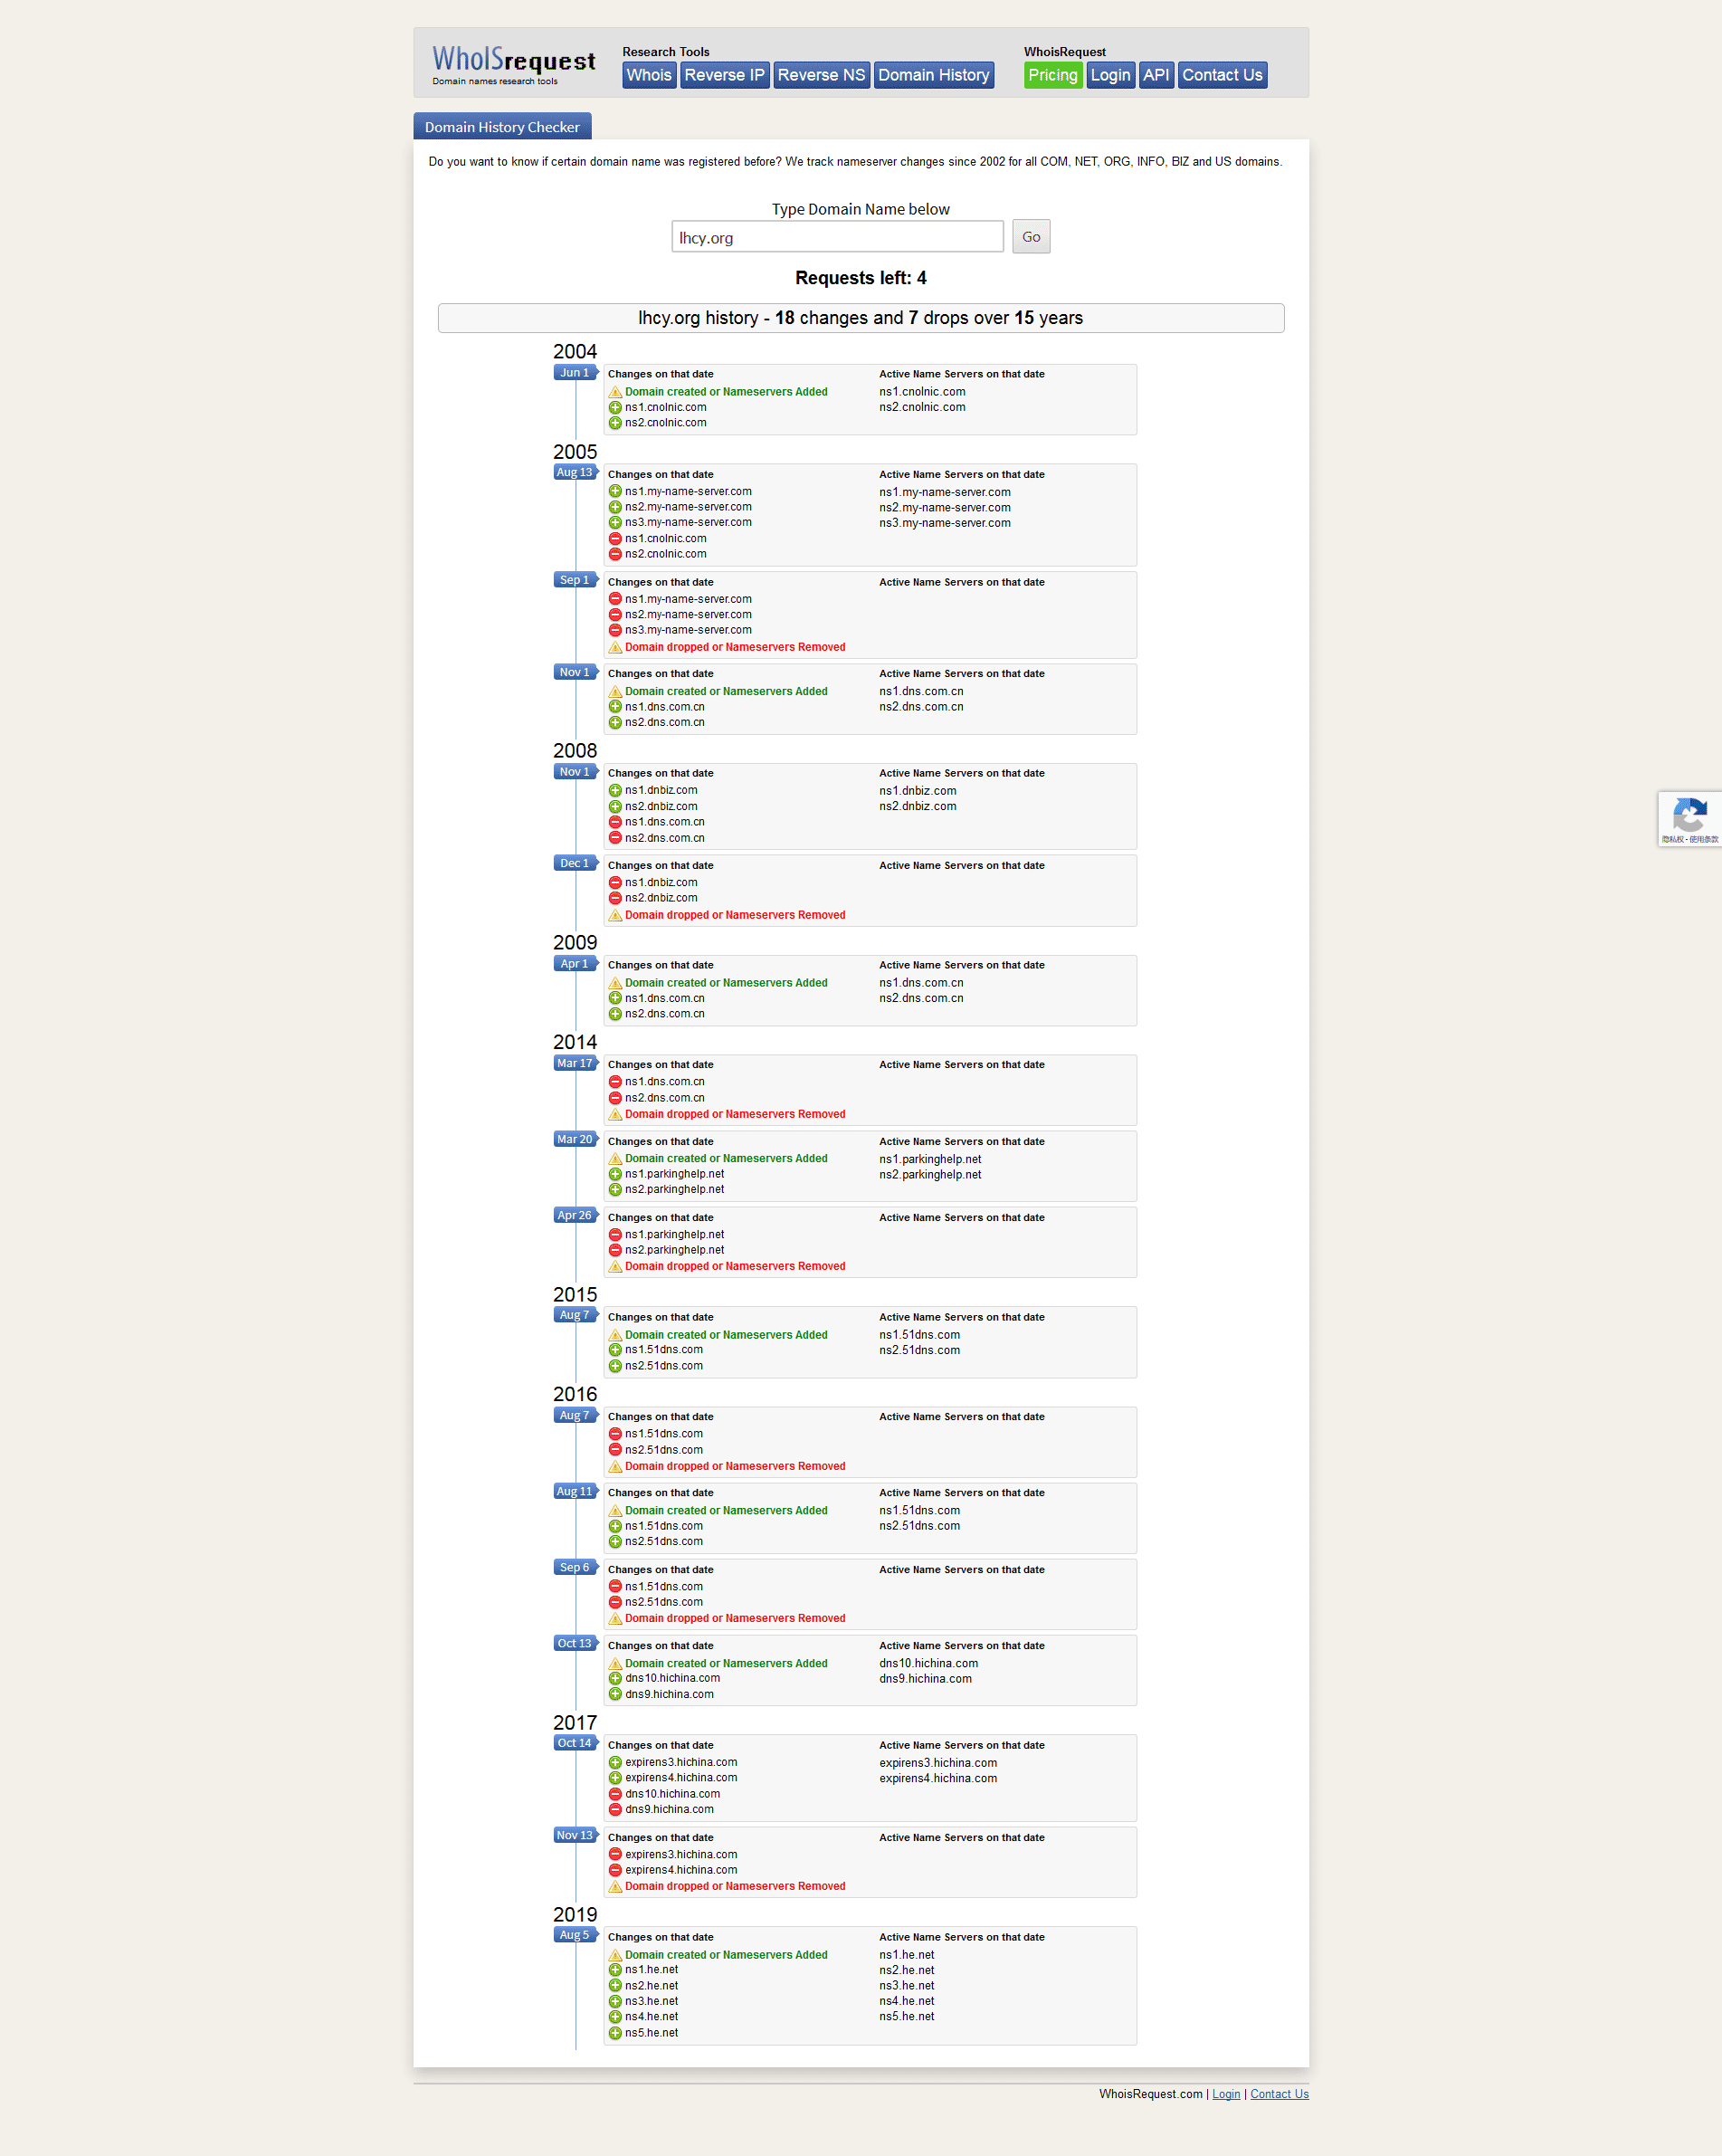 WhoISrequest
Domain names research tools
Research Tools
Whois Reverse IP Reverse NS Domain History
WhoisRequest
Pricing Login API Contact Us
Domain History Checker
Do you want to know if certain domain name was registered before? We track nameserver changes since 2002 for all COM, NET, ORG, INFO, BIZ and US domains.
Type Domain Name below
lhcy.org Go
Requests left: 4
lhcy.org history - 18 changes and 7 drops over 15 years
2004
Jun 1
Changes on that date
Domain created or Nameservers Added
ns1.cnolnic.com
ns2.cnolnic.com
Active Name Servers on that date
ns1.cnolnic.com
ns2.cnolnic.com
2005
Aug 13
Changes on that date
ns1.my-name-server.com
ns2.my-name-server.com
ns3.my-name-server.com
ns1.cnolnic.com
ns2.cnolnic.com
Active Name Servers on that date
ns1.my-name-server.com
ns2.my-name-server.com
ns3.my-name-server.com
Sep 1
Changes on that date
ns1.my-name-server.com
ns2.my-name-server.com
ns3.my-name-server.com
Domain dropped or Nameservers Removed
Active Name Servers on that date
Nov 1
Changes on that date
Domain created or Nameservers Added
ns1.dns.com.cn
ns2.dns.com.cn
Active Name Servers on that date
ns1.dns.com.cn
ns2.dns.com.cn
2008
Nov 1
Changes on that date
ns1.dnbiz.com
ns2.dnbiz.com
ns1.dns.com.cn
ns2.dns.com.cn
Active Name Servers on that date
ns1.dnbiz.com
ns2.dnbiz.com
Dec 1
Changes on that date
ns1.dnbiz.com
ns2.dnbiz.com
Domain dropped or Nameservers Removed
Active Name Servers on that date
2009
Apr 1
Changes on that date
Domain created or Nameservers Added
ns1.dns.com.cn
ns2.dns.com.cn
Active Name Servers on that date
ns1.dns.com.cn
ns2.dns.com.cn
2014
Mar 17
Changes on that date
ns1.dns.com.cn
ns2.dns.com.cn
Domain dropped or Nameservers Removed
Active Name Servers on that date
Mar 20
Changes on that date
Domain created or Nameservers Added
ns1.parkinghelp.net
ns2.parkinghelp.net
Active Name Servers on that date
ns1.parkinghelp.net
ns2.parkinghelp.net
Apr 26
Changes on that date
ns1.parkinghelp.net
ns2.parkinghelp.net
Domain dropped or Nameservers Removed
Active Name Servers on that date
2015
Aug 7
Changes on that date
Domain created or Nameservers Added
ns1.51dns.com
ns2.51dns.com
Active Name Servers on that date
ns1.51dns.com
ns2.51dns.com
2016
Aug 7
Changes on that date
ns1.51dns.com
ns2.51dns.com
Domain dropped or Nameservers Removed
Active Name Servers on that date
Aug 11
Changes on that date
Domain created or Nameservers Added
ns1.51dns.com
ns2.51dns.com
Active Name Servers on that date
ns1.51dns.com
ns2.51dns.com
Sep 6
Changes on that date
ns1.51dns.com
ns2.51dns.com
Domain dropped or Nameservers Removed
Active Name Servers on that date
Oct 13
Changes on that date
Domain created or Nameservers Added
dns10.hichina.com
dns9.hichina.com
Active Name Servers on that date
dns10.hichina.com
dns9.hichina.com
2017
Oct 14
Changes on that date
expirens3.hichina.com
expirens4.hichina.com
dns10.hichina.com
dns9.hichina.com
Active Name Servers on that date
expirens3.hichina.com
expirens4.hichina.com
Nov 13
Changes on that date
expirens3.hichina.com
expirens4.hichina.com
Domain dropped or Nameservers Removed
Active Name Servers on that date
2019
Aug 5
Changes on that date
Domain created or Nameservers Added
ns1.he.net
ns2.he.net
ns3.he.net
ns4.he.net
ns5.he.net
Active Name Servers on that date
ns1.he.net
ns2.he.net
ns3.he.net
ns4.he.net
ns5.he.net
隐私权 - 使用条款
WhoisRequest.com | Login | Contact Us